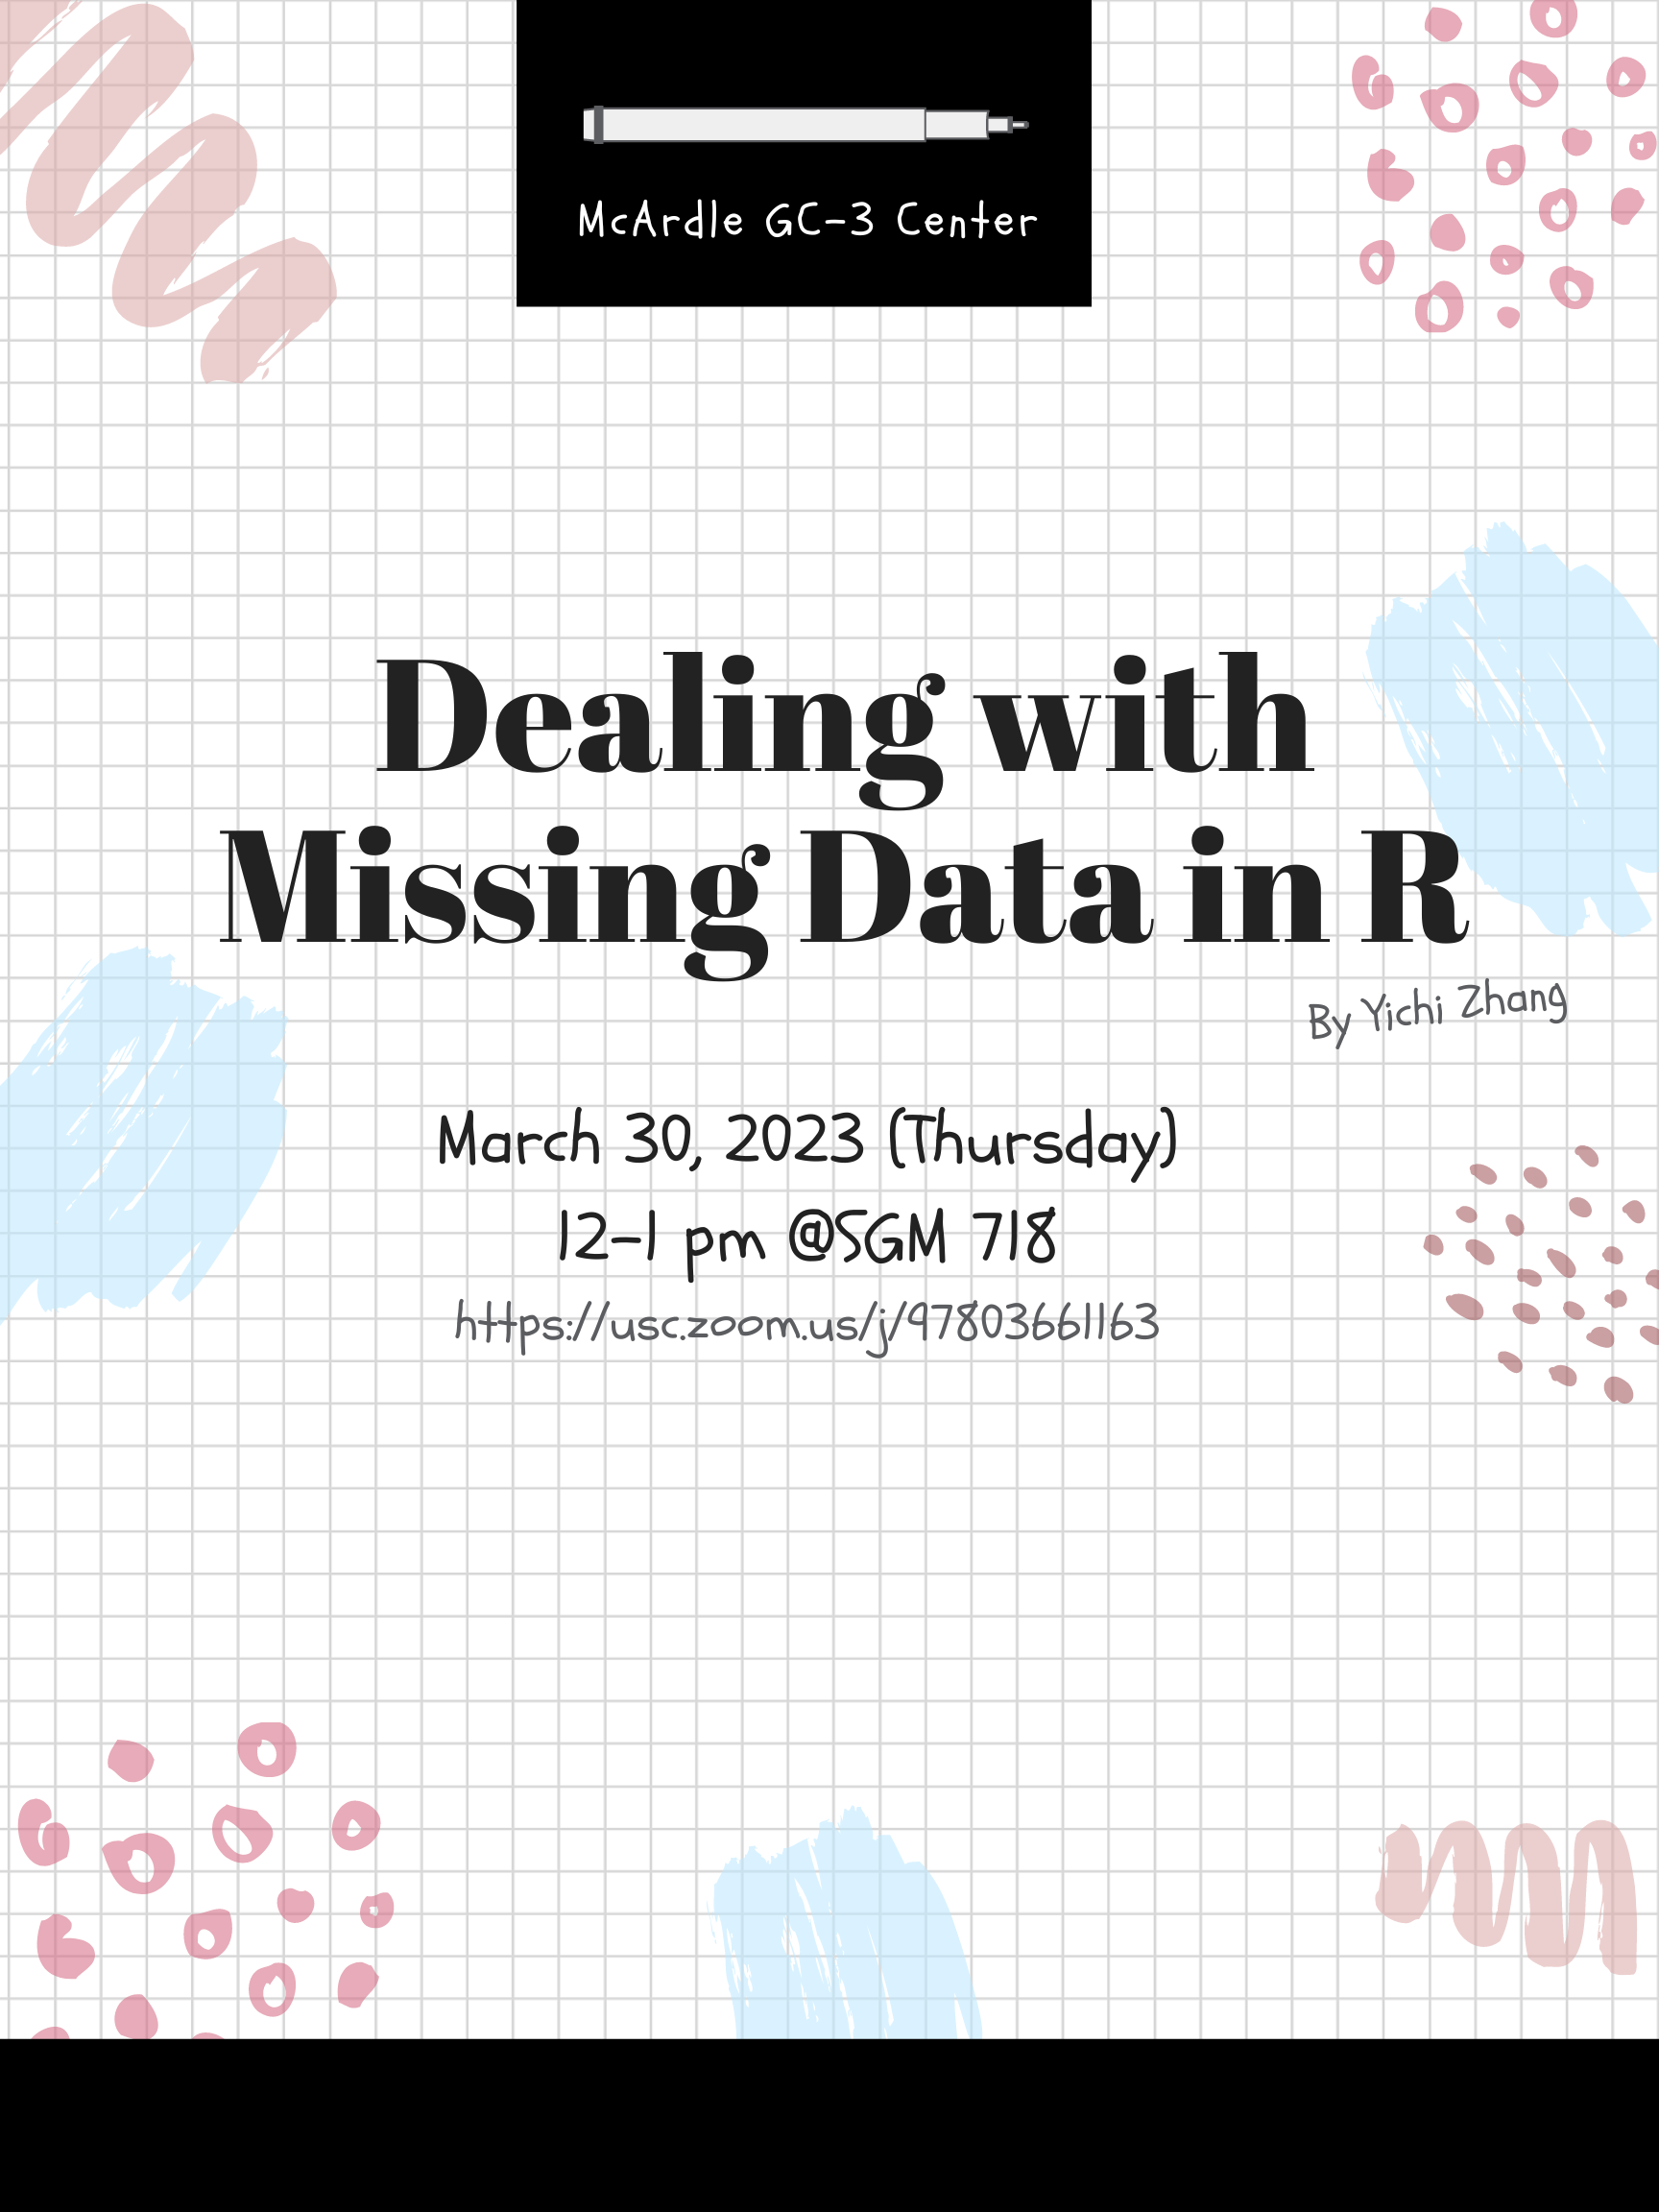 McArdle GC-3 Center
Dealing with
Missing Data in R
By Yichi Zhang
March 30, 2023 (Thursday)
12-1 pm @SGM 718
https://usc.zoom.us/j/97803661163